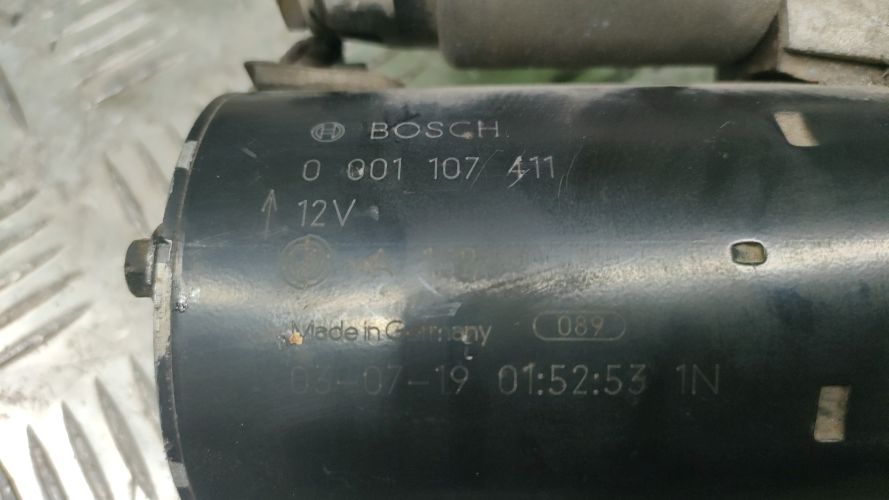 BOSCH
0 001 107 411
12V
Made in Germany 089
03-07-19 01:52:53 1N